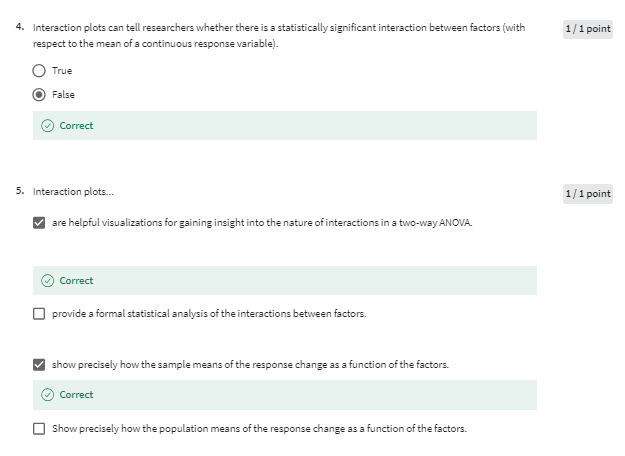 4. Interaction plots can tell researchers whether there is a statistically significant interaction between factors (with
respect to the mean of a continuous response variable).
1 / 1 point
True
False
Correct
5. Interaction plots...
1 / 1 point
are helpful visualizations for gaining insight into the nature of interactions in a two-way ANOVA.
Correct
provide a formal statistical analysis of the interactions between factors.
show precisely how the sample means of the response change as a function of the factors.
Correct
Show precisely how the population means of the response change as a function of the factors.